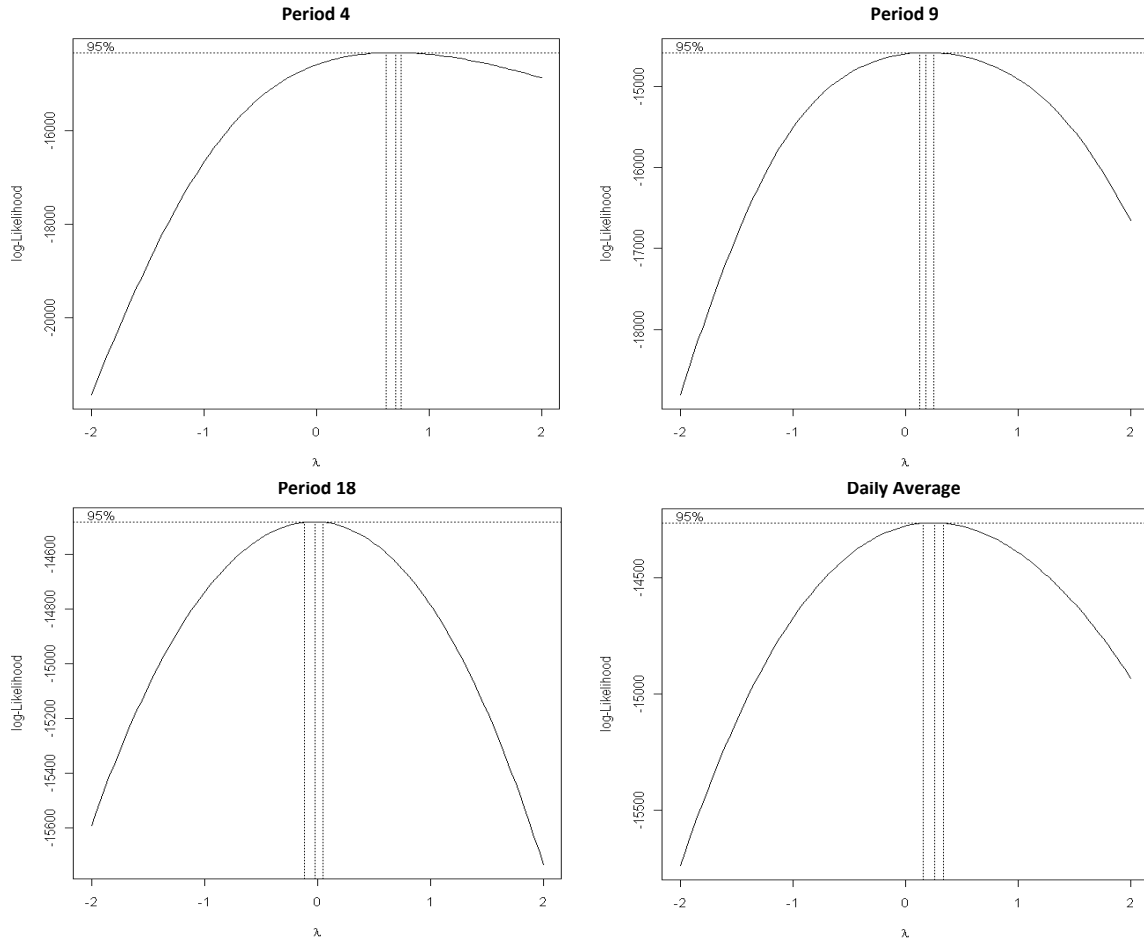 Period 4
95%
log-Likelihood
-16000
-18000
-20000
-2 -1 0 1 2
λ
Period 9
95%
log-Likelihood
-15000
-16000
-17000
-18000
-2 -1 0 1 2
λ
Period 18
95%
log-Likelihood
-14600
-14800
-15000
-15200
-15400
-15600
-2 -1 0 1 2
λ
Daily Average
95%
log-Likelihood
-14500
-15000
-15500
-2 -1 0 1 2
λ